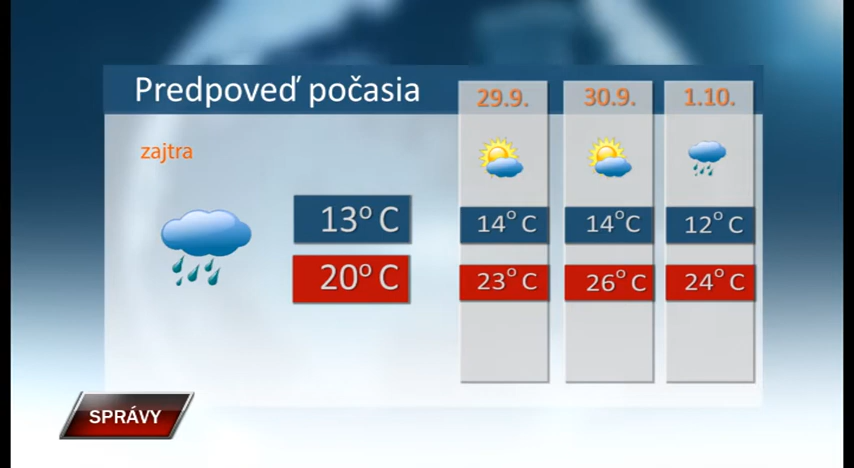 Predpoveď počasia
zajtra
13° C
20° C
29.9.
14° C
23° C
30.9.
14°C
26° C
1.10.
12° C
24° C
SPRÁVY